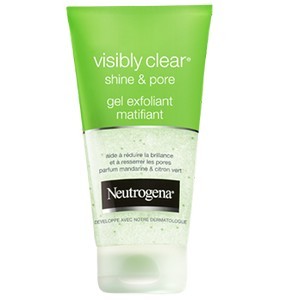 visibly clear®
shine & pore
gel exfoliant
matifiant
aide à réduire la brillance
et à resserrer les pores
parfum mandarine & citron vert
Neutrogena®
DÉVELOPPÉ AVEC NOTRE DERMATOLOGUE